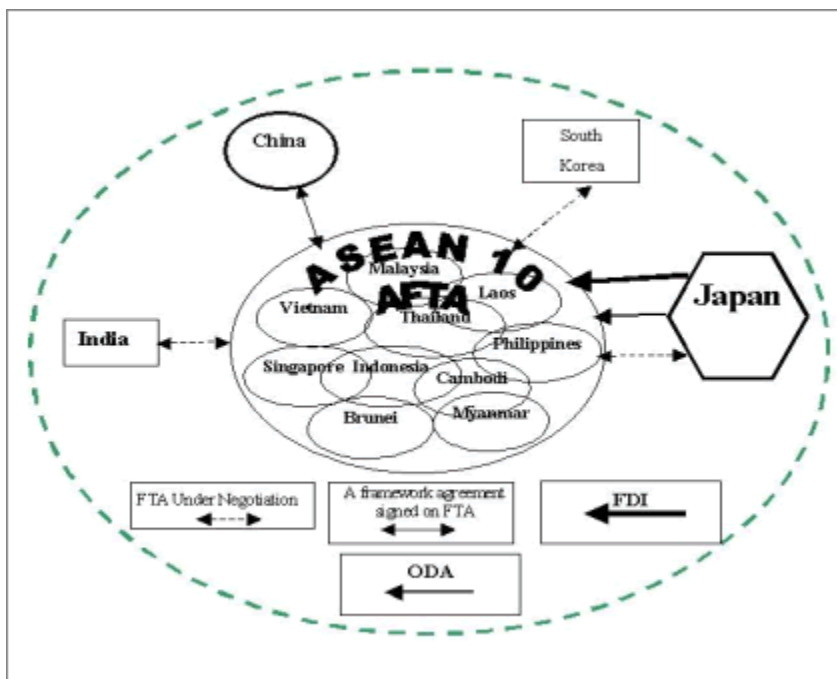 China
South
Korea
ASEAN 10
Malaysia
AFTA
Laos
Vietnam
Thailand
Japan
India
Philippines
Singapore
Indonesia
Cambodi
Brunei
Myanmar
FTA Under Negotiation
A framework agreement
signed on FTA
FDI
ODA